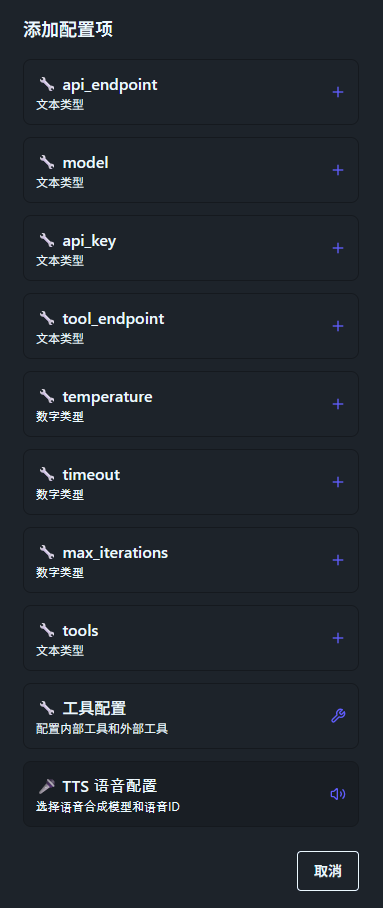 添加配置项
api_endpoint
文本类型
model
文本类型
api_key
文本类型
tool_endpoint
文本类型
temperature
数字类型
timeout
数字类型
max_iterations
数字类型
tools
文本类型
工具配置
配置内部工具和外部工具
TTS 语音配置
选择语音合成模型和语音ID
取消